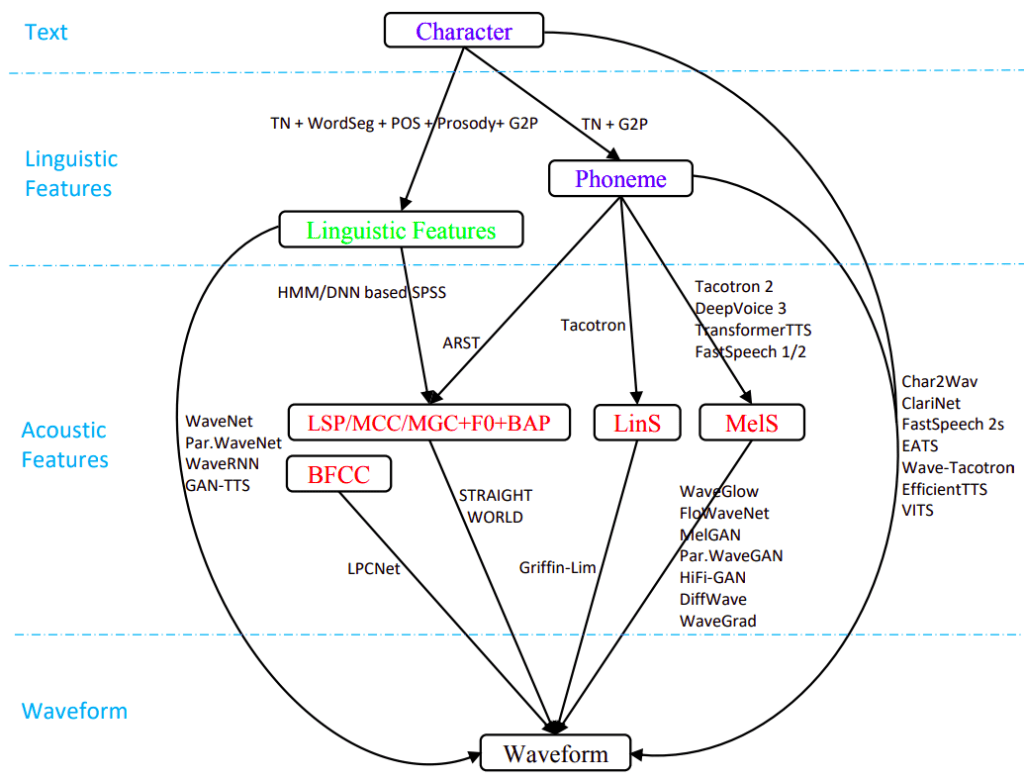 Text
Character
TN + WordSeg + POS + Prosody+ G2P
TN + G2P
Linguistic
Features
Phoneme
Linguistic Features
HMM/DNN based SPSS
ARST
Tacotron
Tacotron 2
DeepVoice 3
TransformerTTS
FastSpeech 1/2
Acoustic
Features
WaveNet
Par.WaveNet
WaveRNN
GAN-TTS
LSP/MCC/MGC+F0+BAP
LinS
MelS
BFCC
Char2Wav
ClariNet
FastSpeech 2s
EATS
Wave-Tacotron
EfficientTTS
VITS
LPCNet
STRAIGHT
WORLD
Griffin-Lim
WaveGlow
FloWaveNet
MelGAN
Par.WaveGAN
HiFi-GAN
DiffWave
WaveGrad
Waveform
Waveform